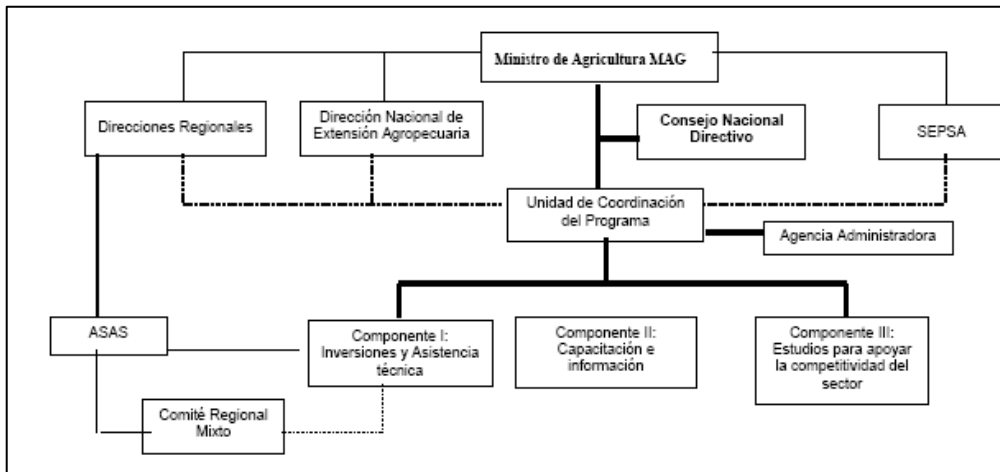 Ministro de Agricultura MAG
Direcciones Regionales
Dirección Nacional de
Extensión Agropecuaria
Consejo Nacional
Directivo
SEPSA
Unidad de Coordinación
del Programa
Agencia Administradora
ASAS
Componente I:
Inversiones y Asistencia
técnica
Componente II:
Capacitación e
información
Componente III:
Estudios para apoyar
la competitividad del
sector
Comité Regional
Mixto